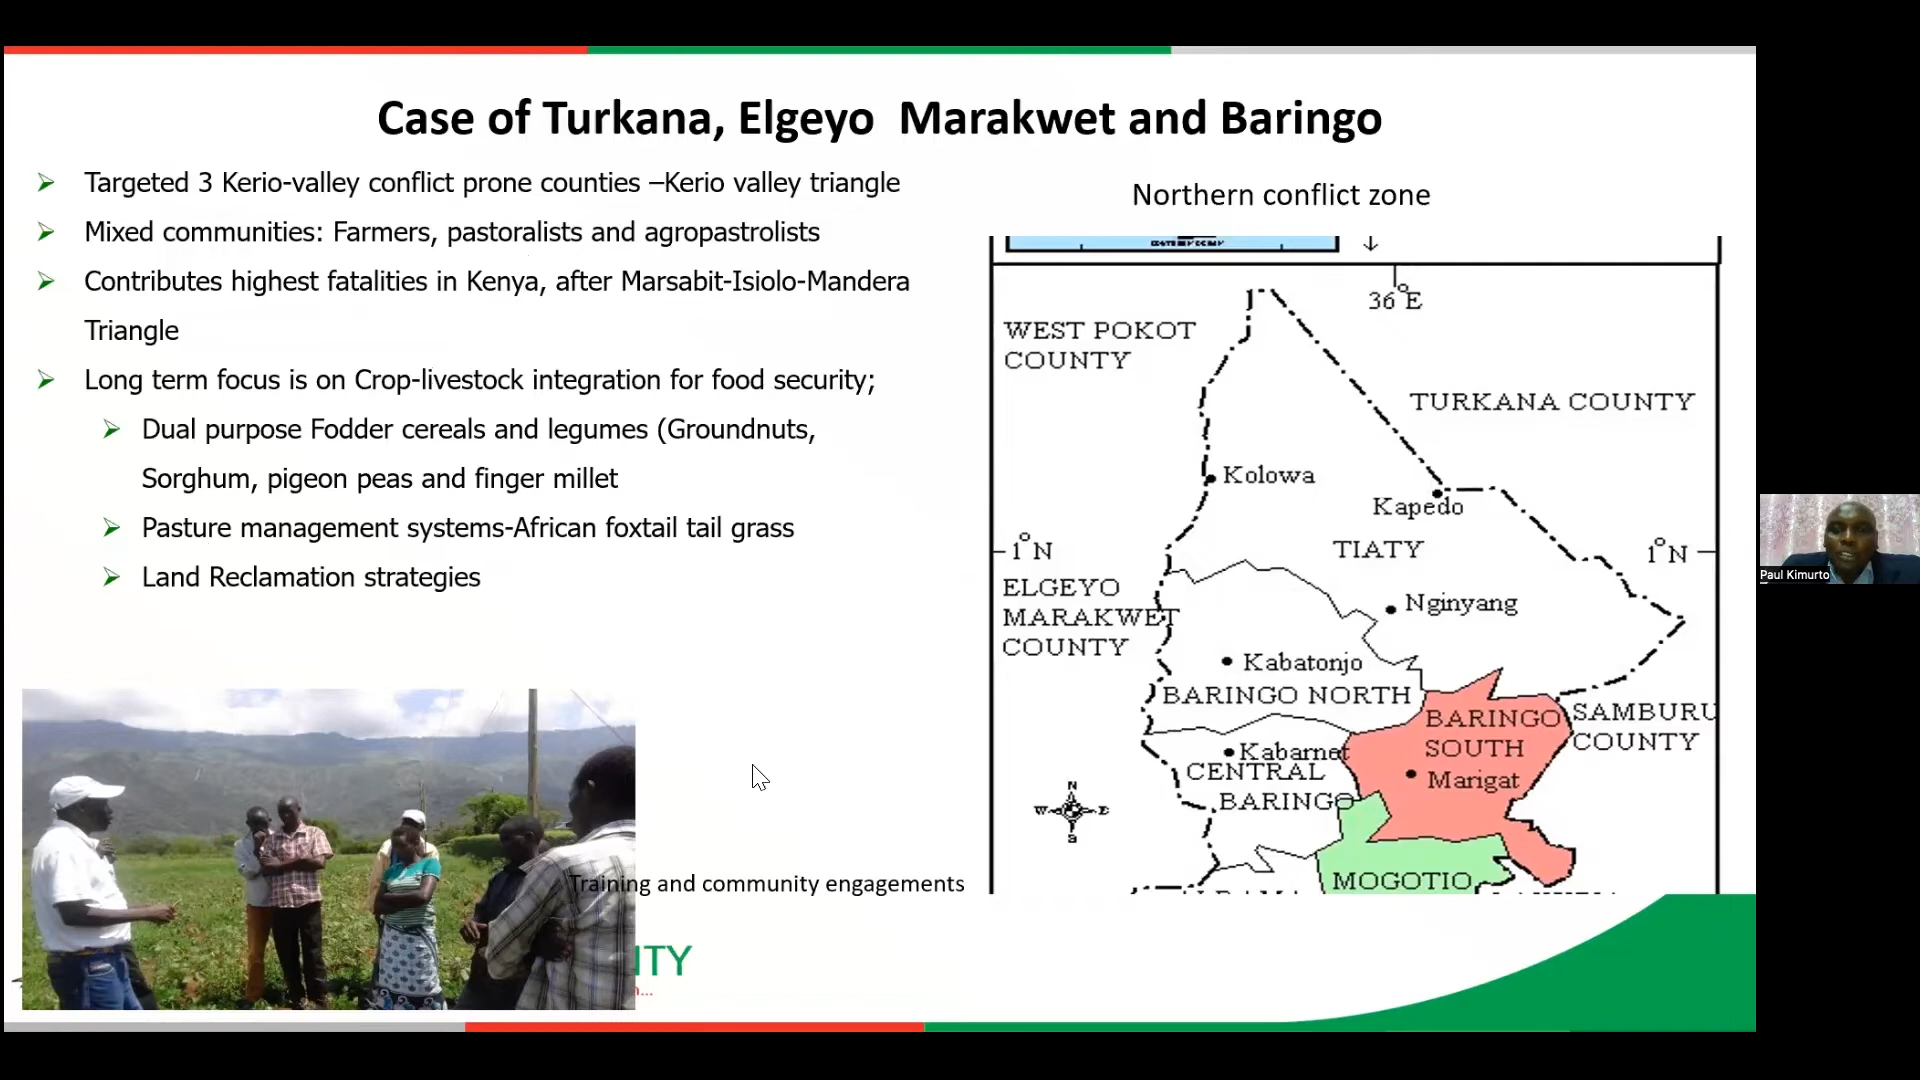 Case of Turkana, Elgeyo Marakwet and Baringo
Targeted 3 Kerio-valley conflict prone counties –Kerio valley triangle
Mixed communities: Farmers, pastoralists and agropastrolists
Contributes highest fatalities in Kenya, after Marsabit-Isiolo-Mandera
Triangle
Long term focus is on Crop-livestock integration for food security;
Dual purpose Fodder cereals and legumes (Groundnuts,
Sorghum, pigeon peas and finger millet
Pasture management systems-African foxtail tail grass
Land Reclamation strategies
Northern conflict zone
36°E
WEST POKOT
COUNTY
TURKANA COUNTY
Kolowa
Kapedo
1°N
TIATY
1°N
ELGEYO
MARAKWET
COUNTY
Nginyang
Kabatonjo
BARINGO NORTH
BARINGO
SOUTH
SAMBURU
COUNTY
Kabarnet
CENTRAL
BARINGO
Marigat
N
W E
S
MOGOTIO
Training and community engagements
ITY
Paul Kimurto